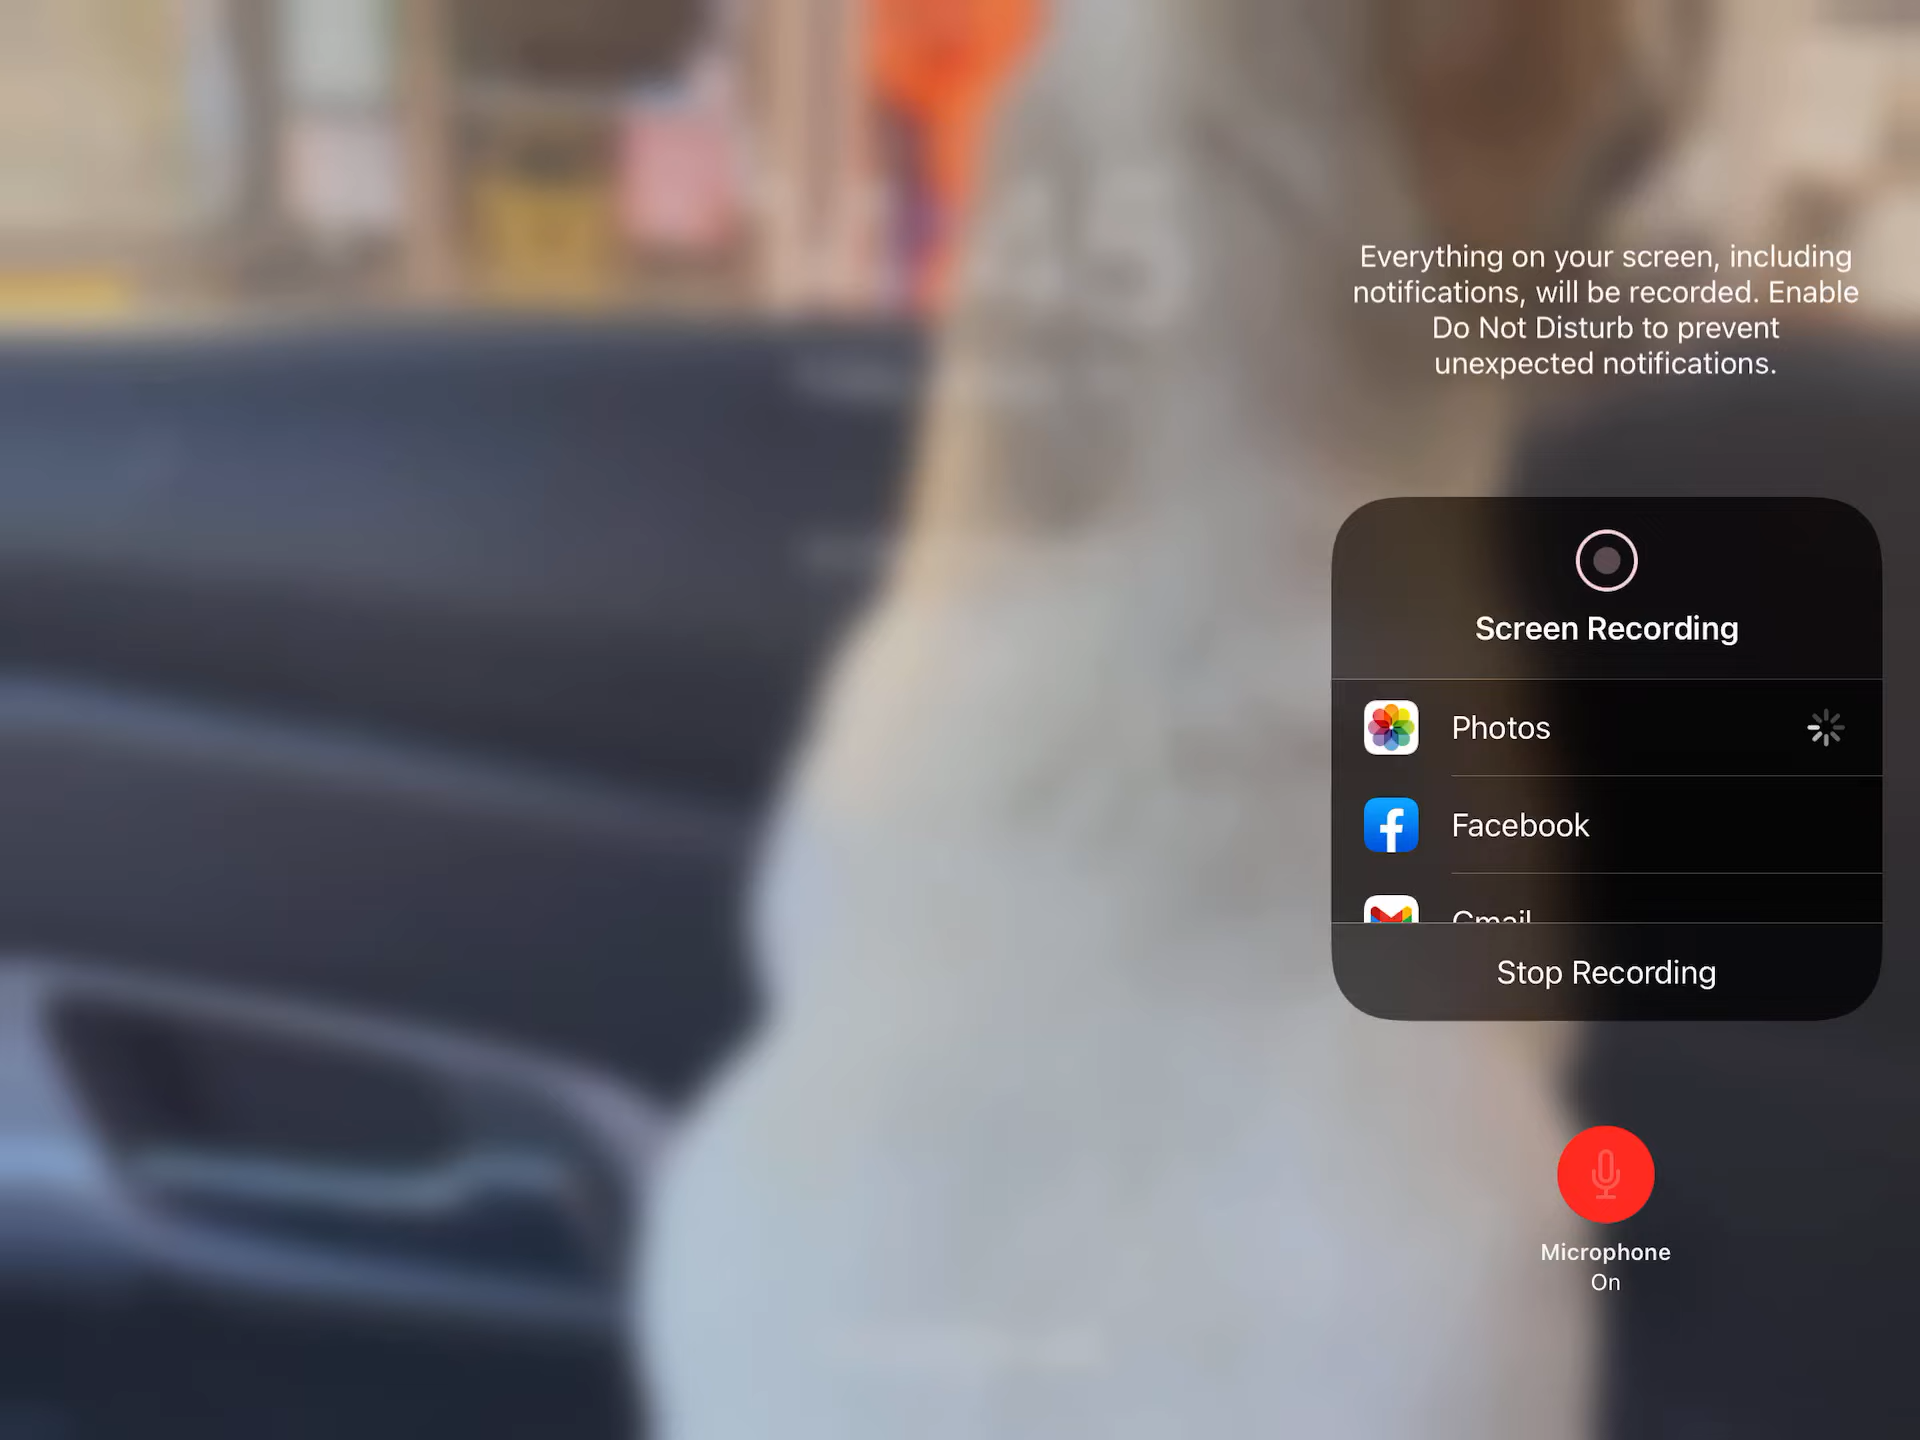 Everything on your screen, including
notifications, will be recorded. Enable
Do Not Disturb to prevent
unexpected notifications.
Screen Recording
Photos
Facebook
Gmail
Stop Recording
Microphone
On